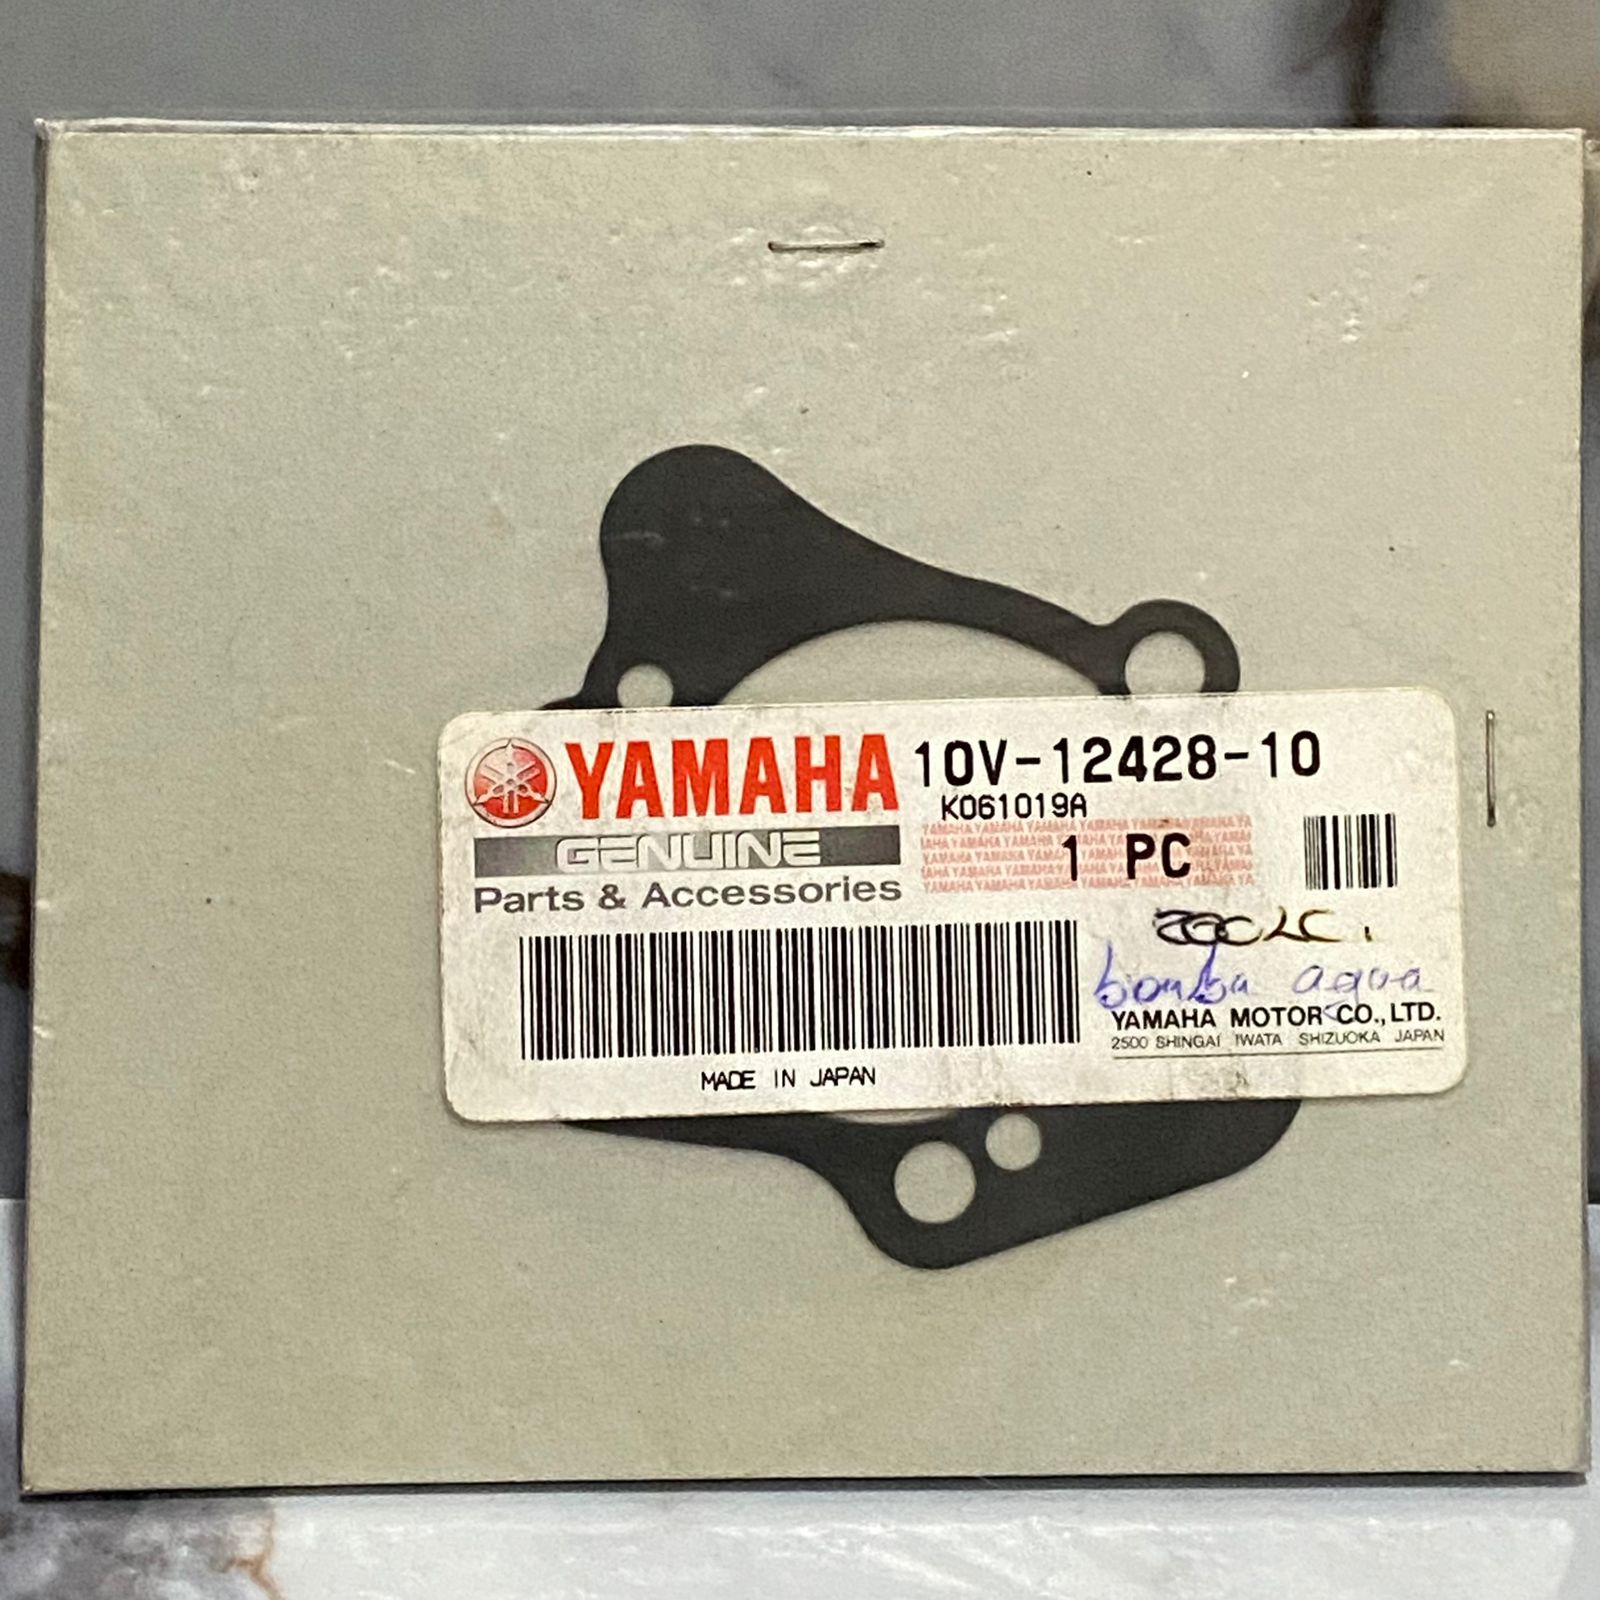 YAMAHA 10V-12428-10
K061019A
GENUINE
1 PC
Parts & Accessories
bomba agua
YAMAHA MOTOR CO., LTD.
2500 SHINGAI IWATA SHIZUOKA JAPAN
MADE IN JAPAN